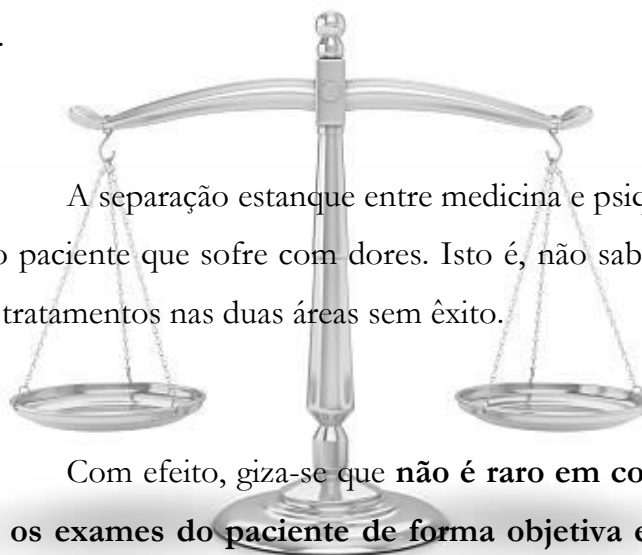 .
A separação estanque entre medicina e psiq
o paciente que sofre com dores. Isto é, não sab
tratamentos nas duas áreas sem êxito.
Com efeito, giza-se que não é raro em co
os exames do paciente de forma objetiva e